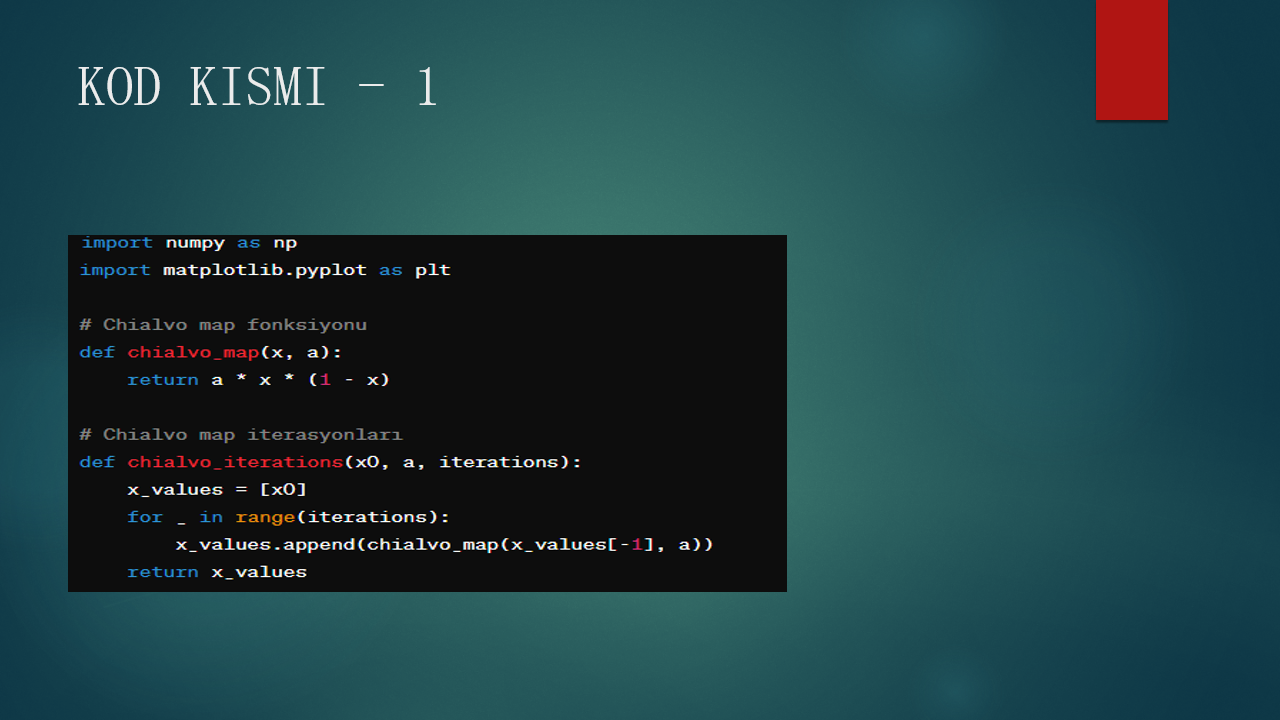 KOD KISMI - 1
import numpy as np
import matplotlib.pyplot as plt
# Chialvo map fonksiyonu
def chialvo_map(x, a):
    return a * x * (1 - x)
# Chialvo map iterasyonları
def chialvo_iterations(x0, a, iterations):
    x_values = [x0]
    for _ in range(iterations):
        x_values.append(chialvo_map(x_values[-1], a))
    return x_values